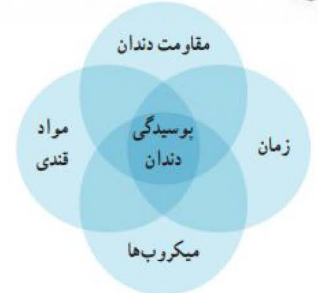 مقاومت دندان
مواد
قندی
پوسیدگی
دندان
زمان
میکروب‌ها